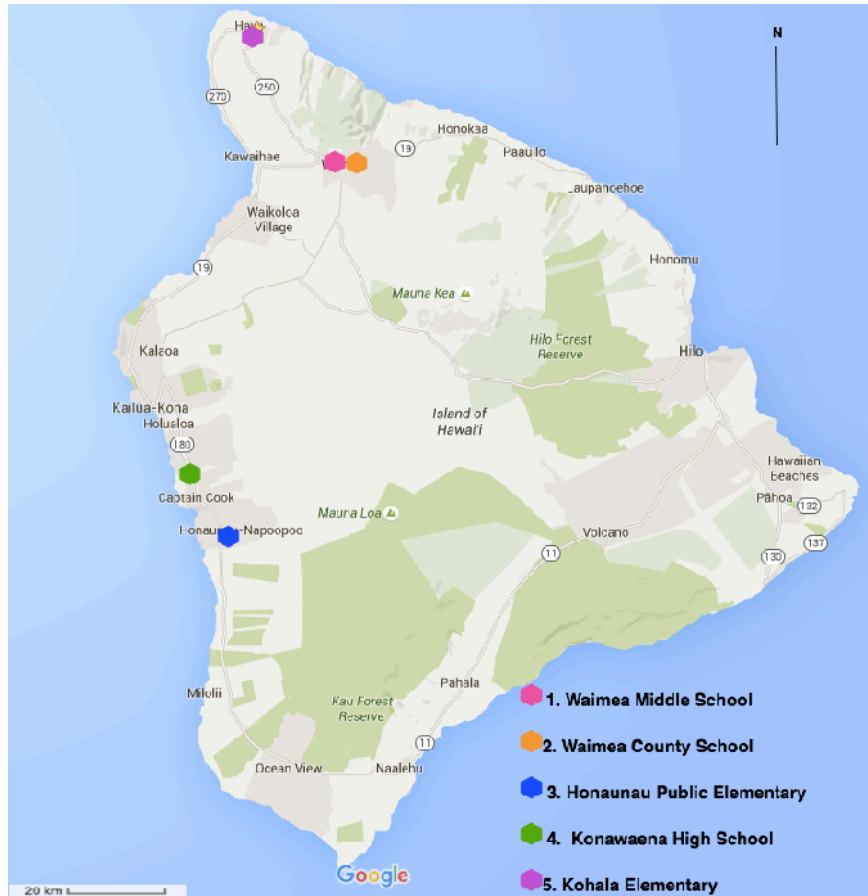 N
270
250
19
Honokaa
Paauilo
Kawaihae
Laupahoehoe
Waikoloa
Village
19
Honomu
Mauna Kea
Hilo Forest
Reserve
Hilo
Kalaoa
Kailua-Kona
Holualoa
Island of
Hawai'i
180
Hawaiian
Beaches
Captain Cook
Pāhoa
132
Mauna Loa
Volcano
137
11
130
Pahala
Milolii
Kau Forest
Reserve
11
Ocean View
Naalehu
1. Waimea Middle School
2. Waimea County School
3. Honaunau Public Elementary
4. Konawaena High School
5. Kohala Elementary
Google
20 km